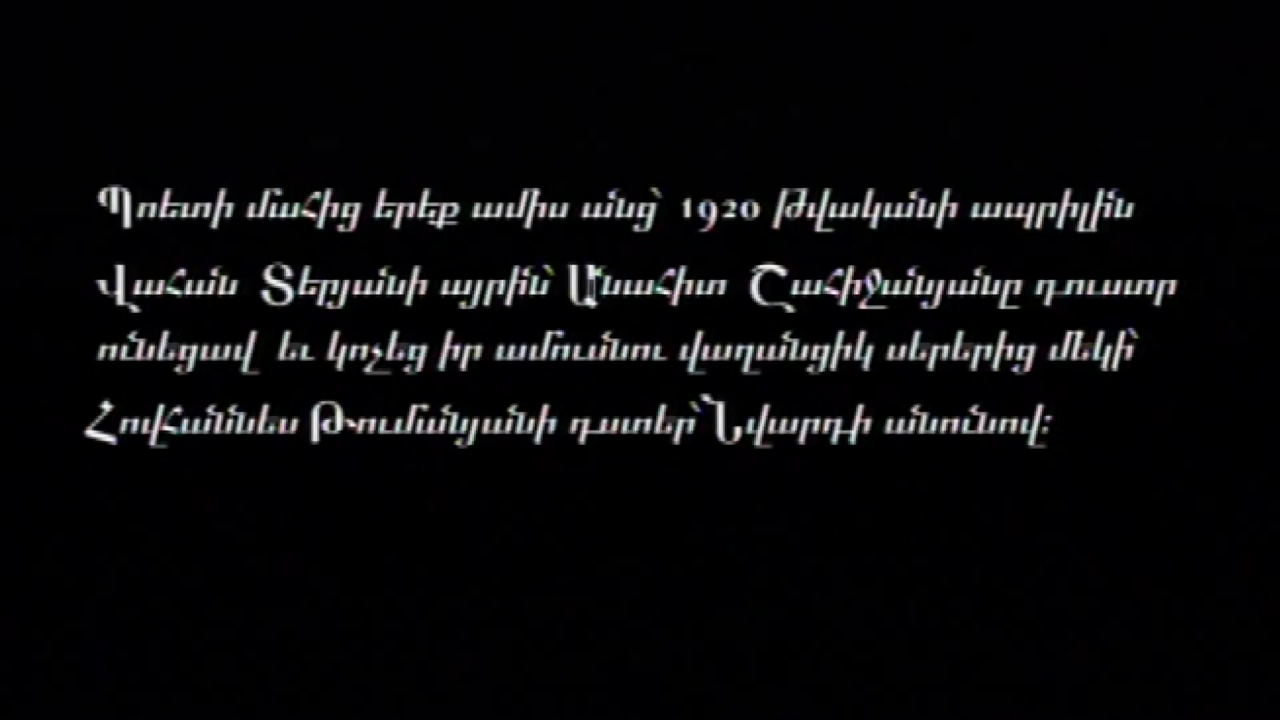 Պոետի մահից երեք ամիս անց՝ 1920 թվականի ապրիլին
Վահան Տերյանի այրին՝ Անահիտ Շահիջանյանը դուստր
ունեցավ եւ կոչեց իր ամուսնու վաղանցիկ սերերից մեկի՝
Հովհաննես Թումանյանի դստեր՝ Նվարդի անունով: